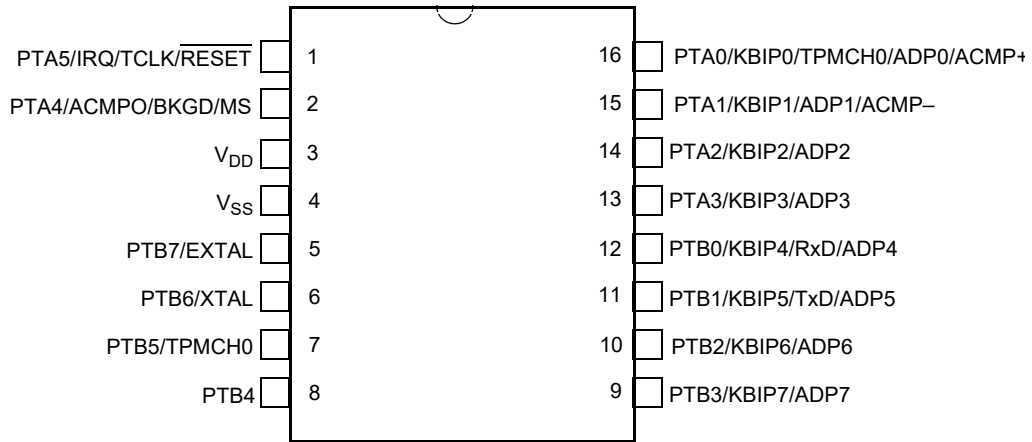 PTA5/IRQ/TCLK/RESET 1
PTA4/ACMPO/BKGD/MS 2
VDD 3
VSS 4
PTB7/EXTAL 5
PTB6/XTAL 6
PTB5/TPMCH0 7
PTB4 8
16 PTA0/KBIP0/TPMCH0/ADP0/ACMP+
15 PTA1/KBIP1/ADP1/ACMP–
14 PTA2/KBIP2/ADP2
13 PTA3/KBIP3/ADP3
12 PTB0/KBIP4/RxD/ADP4
11 PTB1/KBIP5/TxD/ADP5
10 PTB2/KBIP6/ADP6
9 PTB3/KBIP7/ADP7